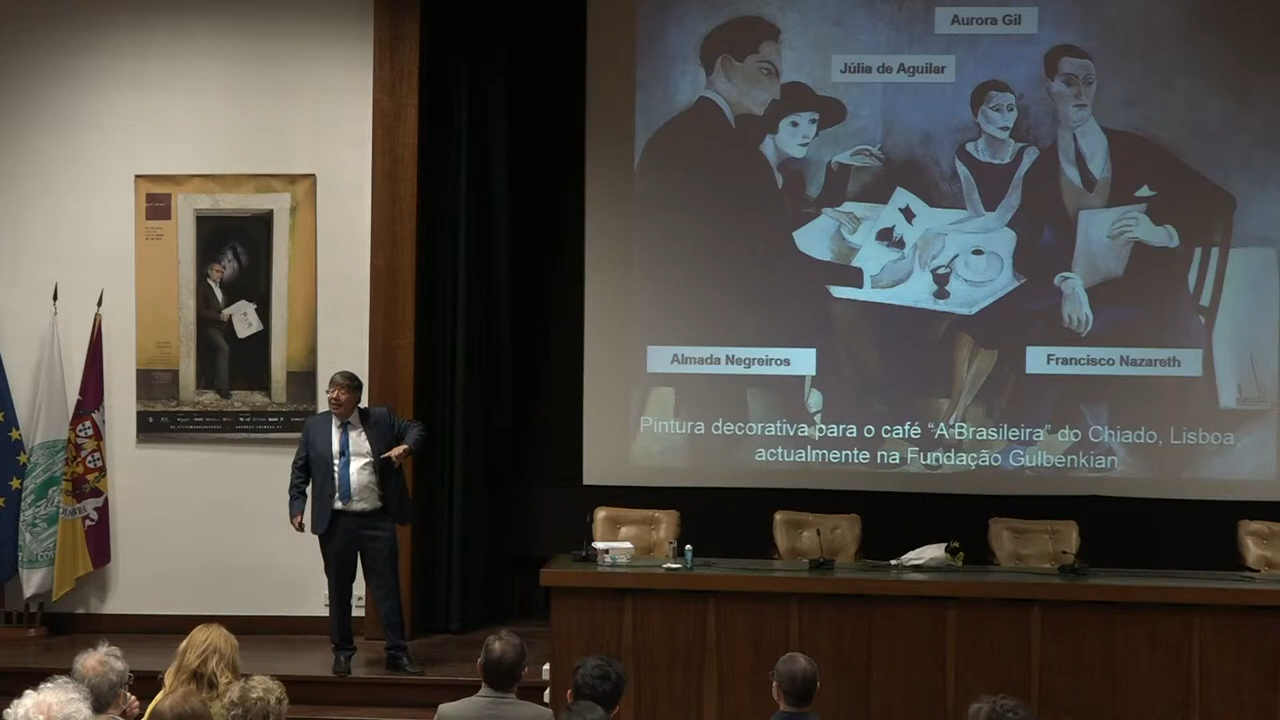 Aurora Gil
Júlia de Aguilar
Almada Negreiros
Francisco Nazareth
Pintura decorativa para o café “A Brasileira” do Chiado, Lisboa,
actualmente na Fundação Gulbenkian